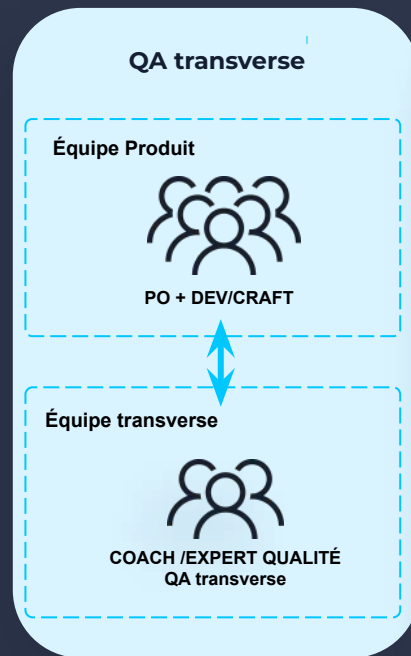 QA transverse
Équipe Produit
PO + DEV/CRAFT
Équipe transverse
COACH /EXPERT QUALITÉ
QA transverse